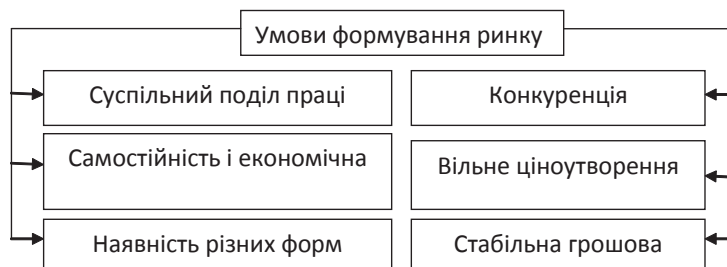 Умови формування ринку
Суспільний поділ праці
Конкуренція
Самостійність і економічна
Вільне ціноутворення
Наявність різних форм
Стабільна грошова